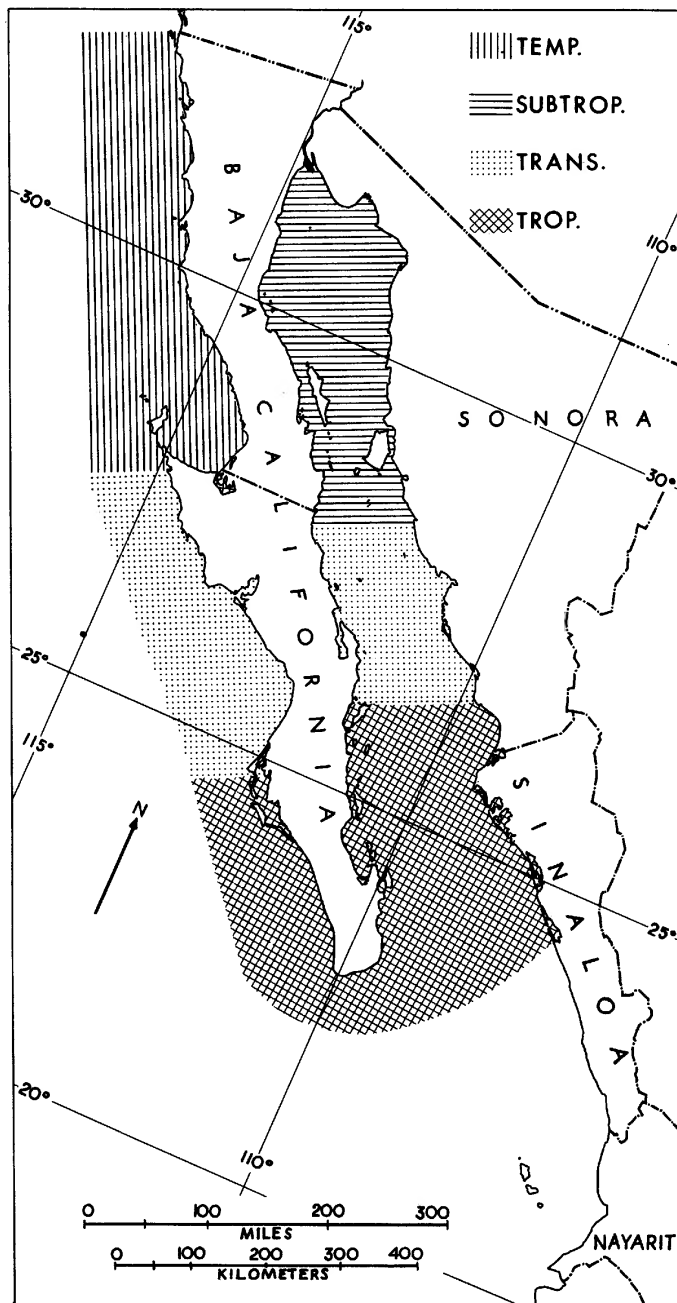 115°
TEMP.
SUBTROP.
TRANS.
TROP.
30°
110°
BAJA
CALIFORNIA
SONORA
30°
25°
115°
N
SINALOA
25°
20°
110°
0 100 200 300
MILES
0 100 200 300 400
KILOMETERS
NAYARIT